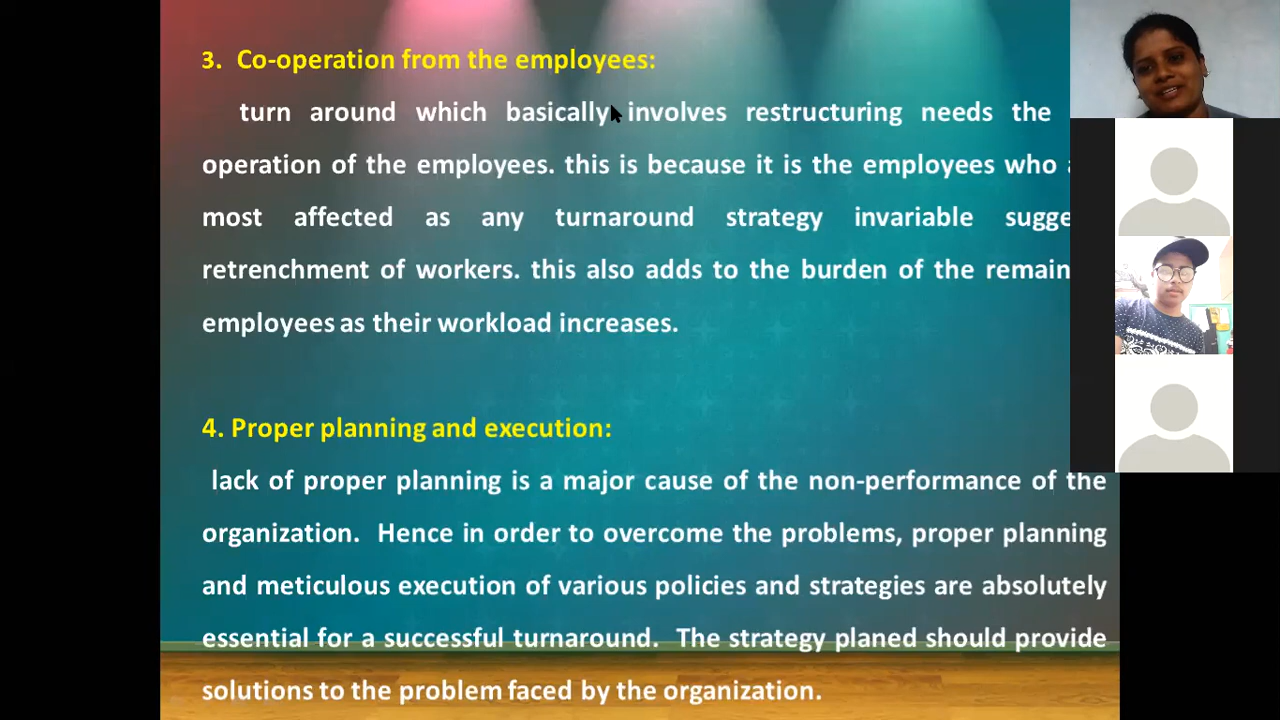 3. Co-operation from the employees:
turn around which basically involves restructuring needs the
operation of the employees. this is because it is the employees who
most affected as any turnaround strategy invariable
retrenchment of workers. this also adds to the burden of the
employees as their workload increases.
4. Proper planning and execution:
lack of proper planning is a major cause of the non-performance of the
organization. Hence in order to overcome the problems, proper planning
and meticulous execution of various policies and strategies are absolutely
essential for a successful turnaround. The strategy planed should provide
solutions to the problem faced by the organization.